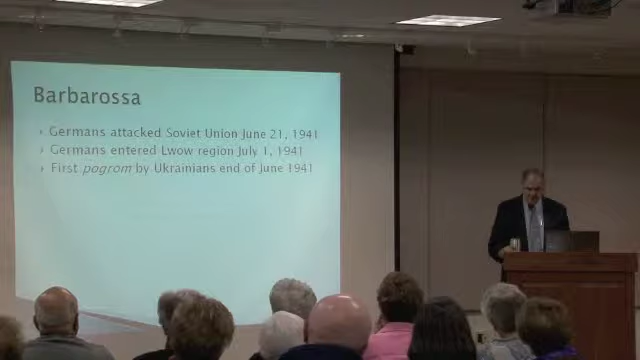 Barbarossa
› Germans attacked Soviet Union June 21, 1941
› Germans entered Lwow region July 1, 1941
› First pogrom by Ukrainians end of June 1941